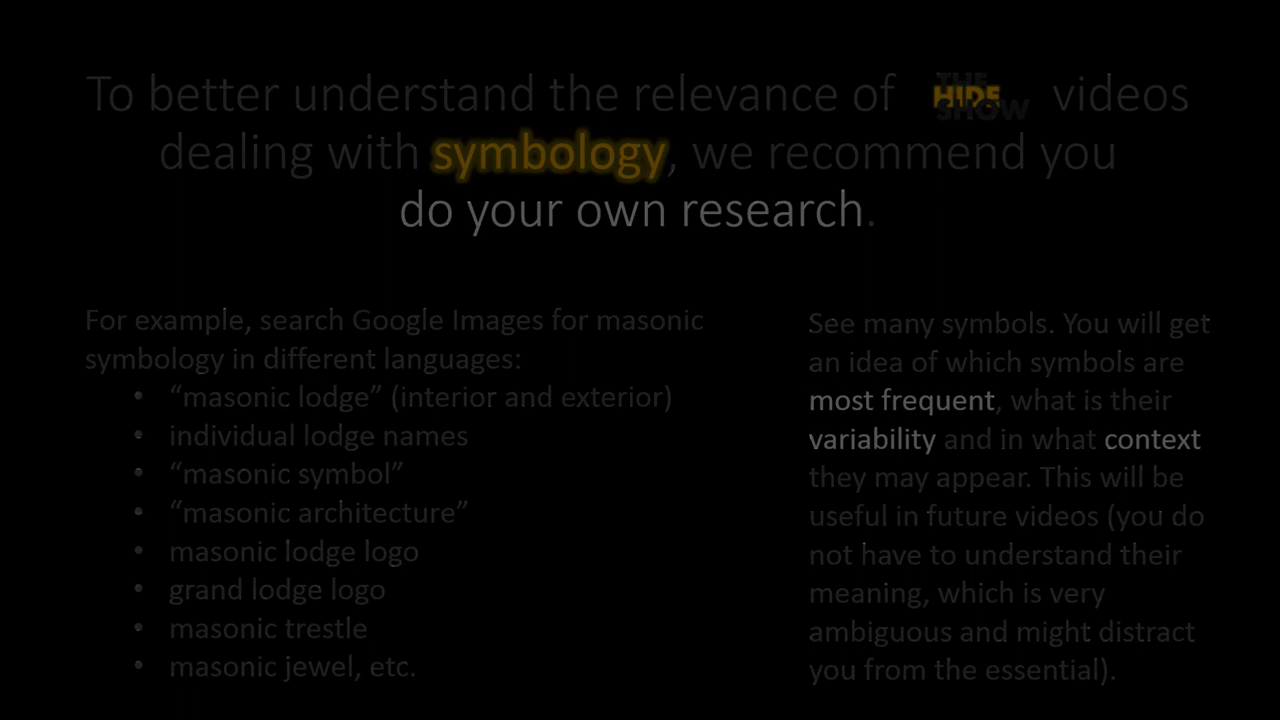 To better understand the relevance of THE HIDE SHOW videos
dealing with symbology, we recommend you
do your own research.
For example, search Google Images for masonic
symbology in different languages:
• “masonic lodge” (interior and exterior)
• individual lodge names
• “masonic symbol”
• “masonic architecture”
• masonic lodge logo
• grand lodge logo
• masonic trestle
• masonic jewel, etc.
See many symbols. You will get
an idea of which symbols are
most frequent, what is their
variability and in what context
they may appear. This will be
useful in future videos (you do
not have to understand their
meaning, which is very
ambiguous and might distract
you from the essential).